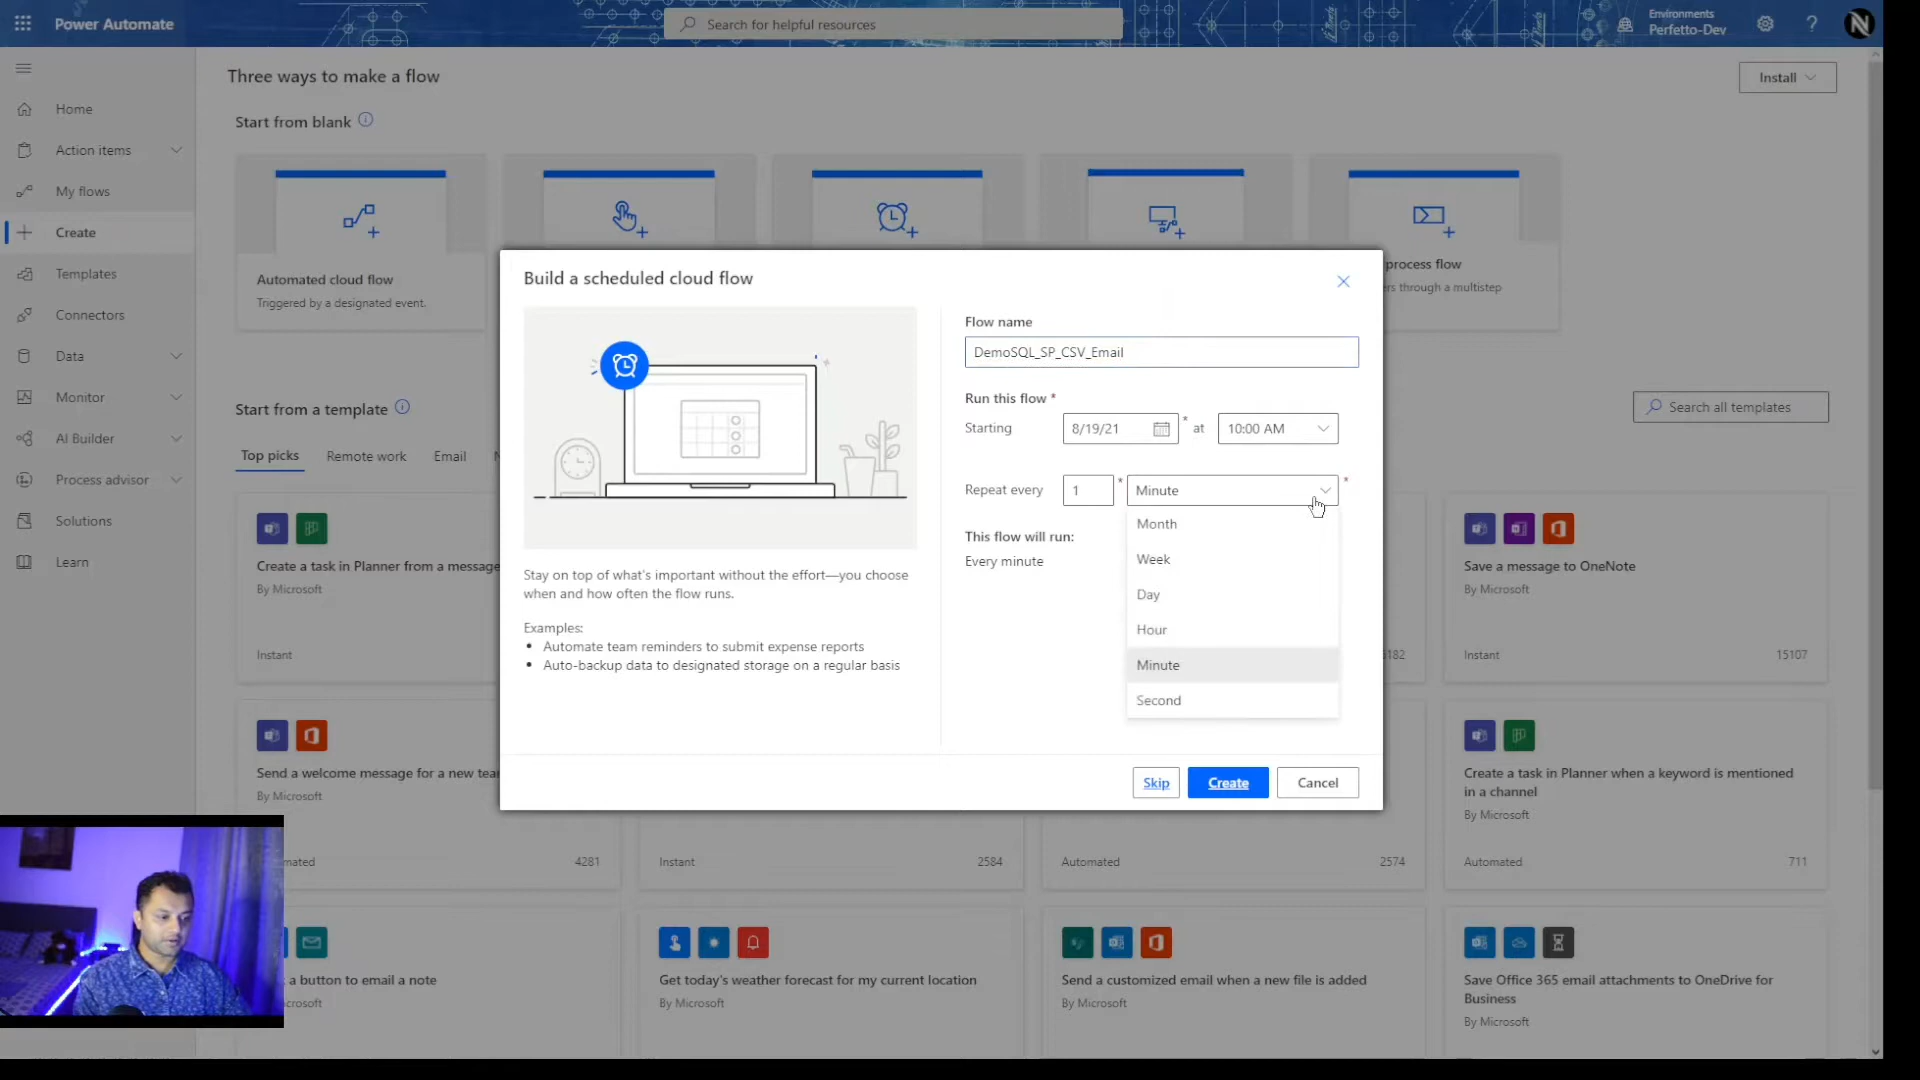 Power Automate
Search for helpful resources
Environments
Perfetto-Dev
?
Three ways to make a flow
Install
Home
Action items
My flows
Create
Templates
Connectors
Data
Monitor
AI Builder
Process advisor
Solutions
Learn
Start from blank
Automated cloud flow
Triggered by a designated event.
process flow
through a multistep
Build a scheduled cloud flow
Stay on top of what's important without the effort—you choose
when and how often the flow runs.
Examples:
• Automate team reminders to submit expense reports
• Auto-backup data to designated storage on a regular basis
Flow name
DemoSQL_SP_CSV_Email
Run this flow *
Starting
8/19/21
* at
10:00 AM
Repeat every
1
*
Minute
*
Month
Week
Day
Hour
Minute
Second
This flow will run:
Every minute
Skip
Create
Cancel
Start from a template
Search all templates
Top picks
Remote work
Email
Create a task in Planner from a message
By Microsoft
Instant
Save a message to OneNote
By Microsoft
Instant
15107
Send a welcome message for a new
By Microsoft
4281
Instant
2584
Automated
2574
Create a task in Planner when a keyword is mentioned
in a channel
By Microsoft
Automated
711
a button to email a note
Get today's weather forecast for my current location
By Microsoft
Send a customized email when a new file is added
By Microsoft
Save Office 365 email attachments to OneDrive for
Business
By Microsoft